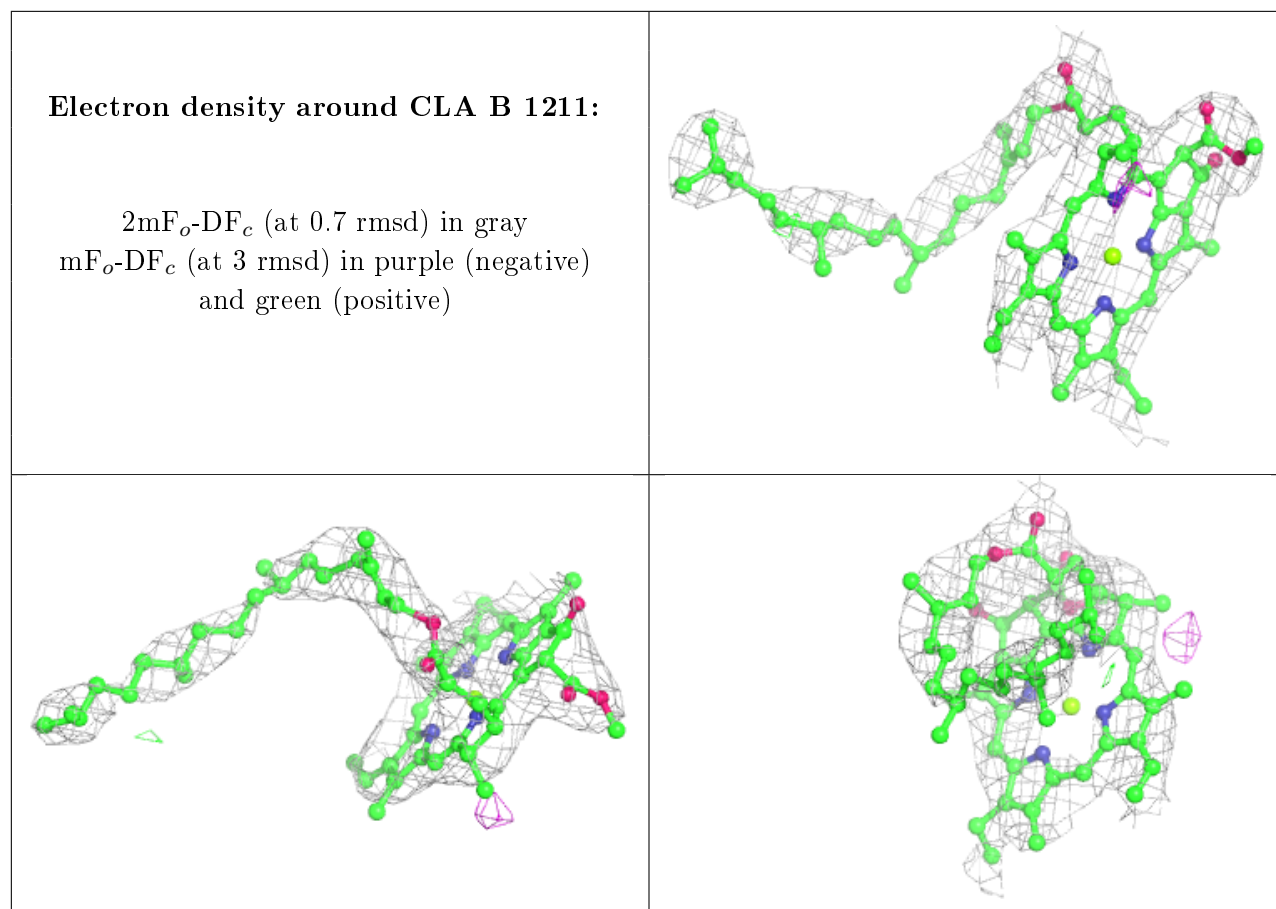 Electron density around CLA B 1211:
2mFₒ-DF𝒸 (at 0.7 rmsd) in gray
mFₒ-DF𝒸 (at 3 rmsd) in purple (negative)
and green (positive)